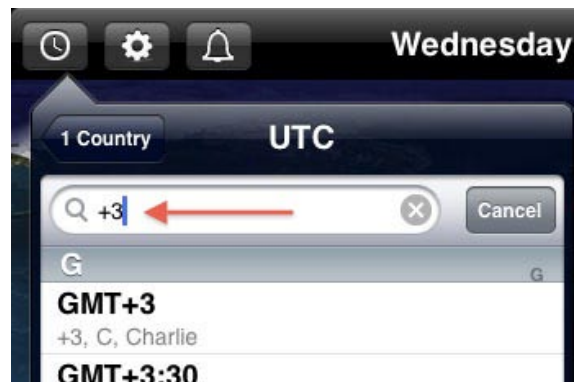 Wednesday
1 Country
UTC
+3
Cancel
G
G
GMT+3
+3, C, Charlie
GMT+3:30